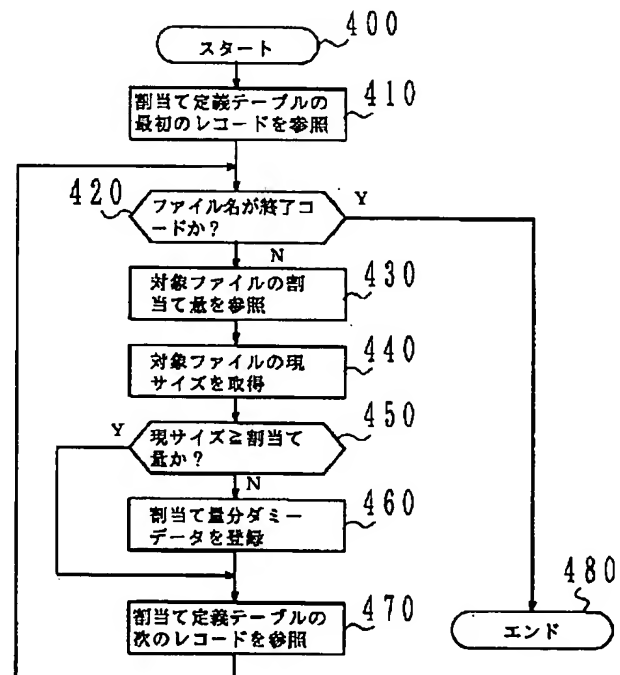 400
スタート
410
割当て定義テーブルの
最初のレコードを参照
420
Y
ファイル名が終了コ
ードか?
N
430
対象ファイルの割
当て量を参照
440
対象ファイルの現
サイズを取得
450
Y
現サイズ≧割当て
量か?
N
460
割当て量分ダミー
データを登録
470
割当て定義テーブルの
次のレコードを参照
480
エンド